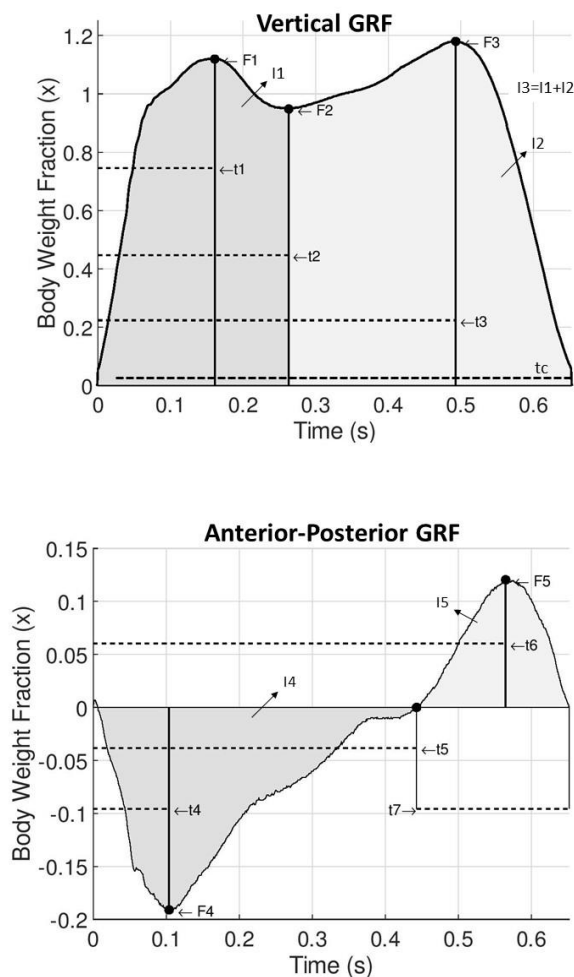 Vertical GRF
Body Weight Fraction (x)
1.2
1
0.8
0.6
0.4
0.2
0
←F1
I1
←F2
←F3
I3=I1+I2
I2
←t1
←t2
←t3
tc
0 0.1 0.2 0.3 0.4 0.5 0.6
Time (s)
Anterior-Posterior GRF
Body Weight Fraction (x)
0.15
0.1
0.05
0
-0.05
-0.1
-0.15
-0.2
←F5
I5
←t6
I4
←t5
←t4
t7→
←F4
0 0.1 0.2 0.3 0.4 0.5 0.6
Time (s)